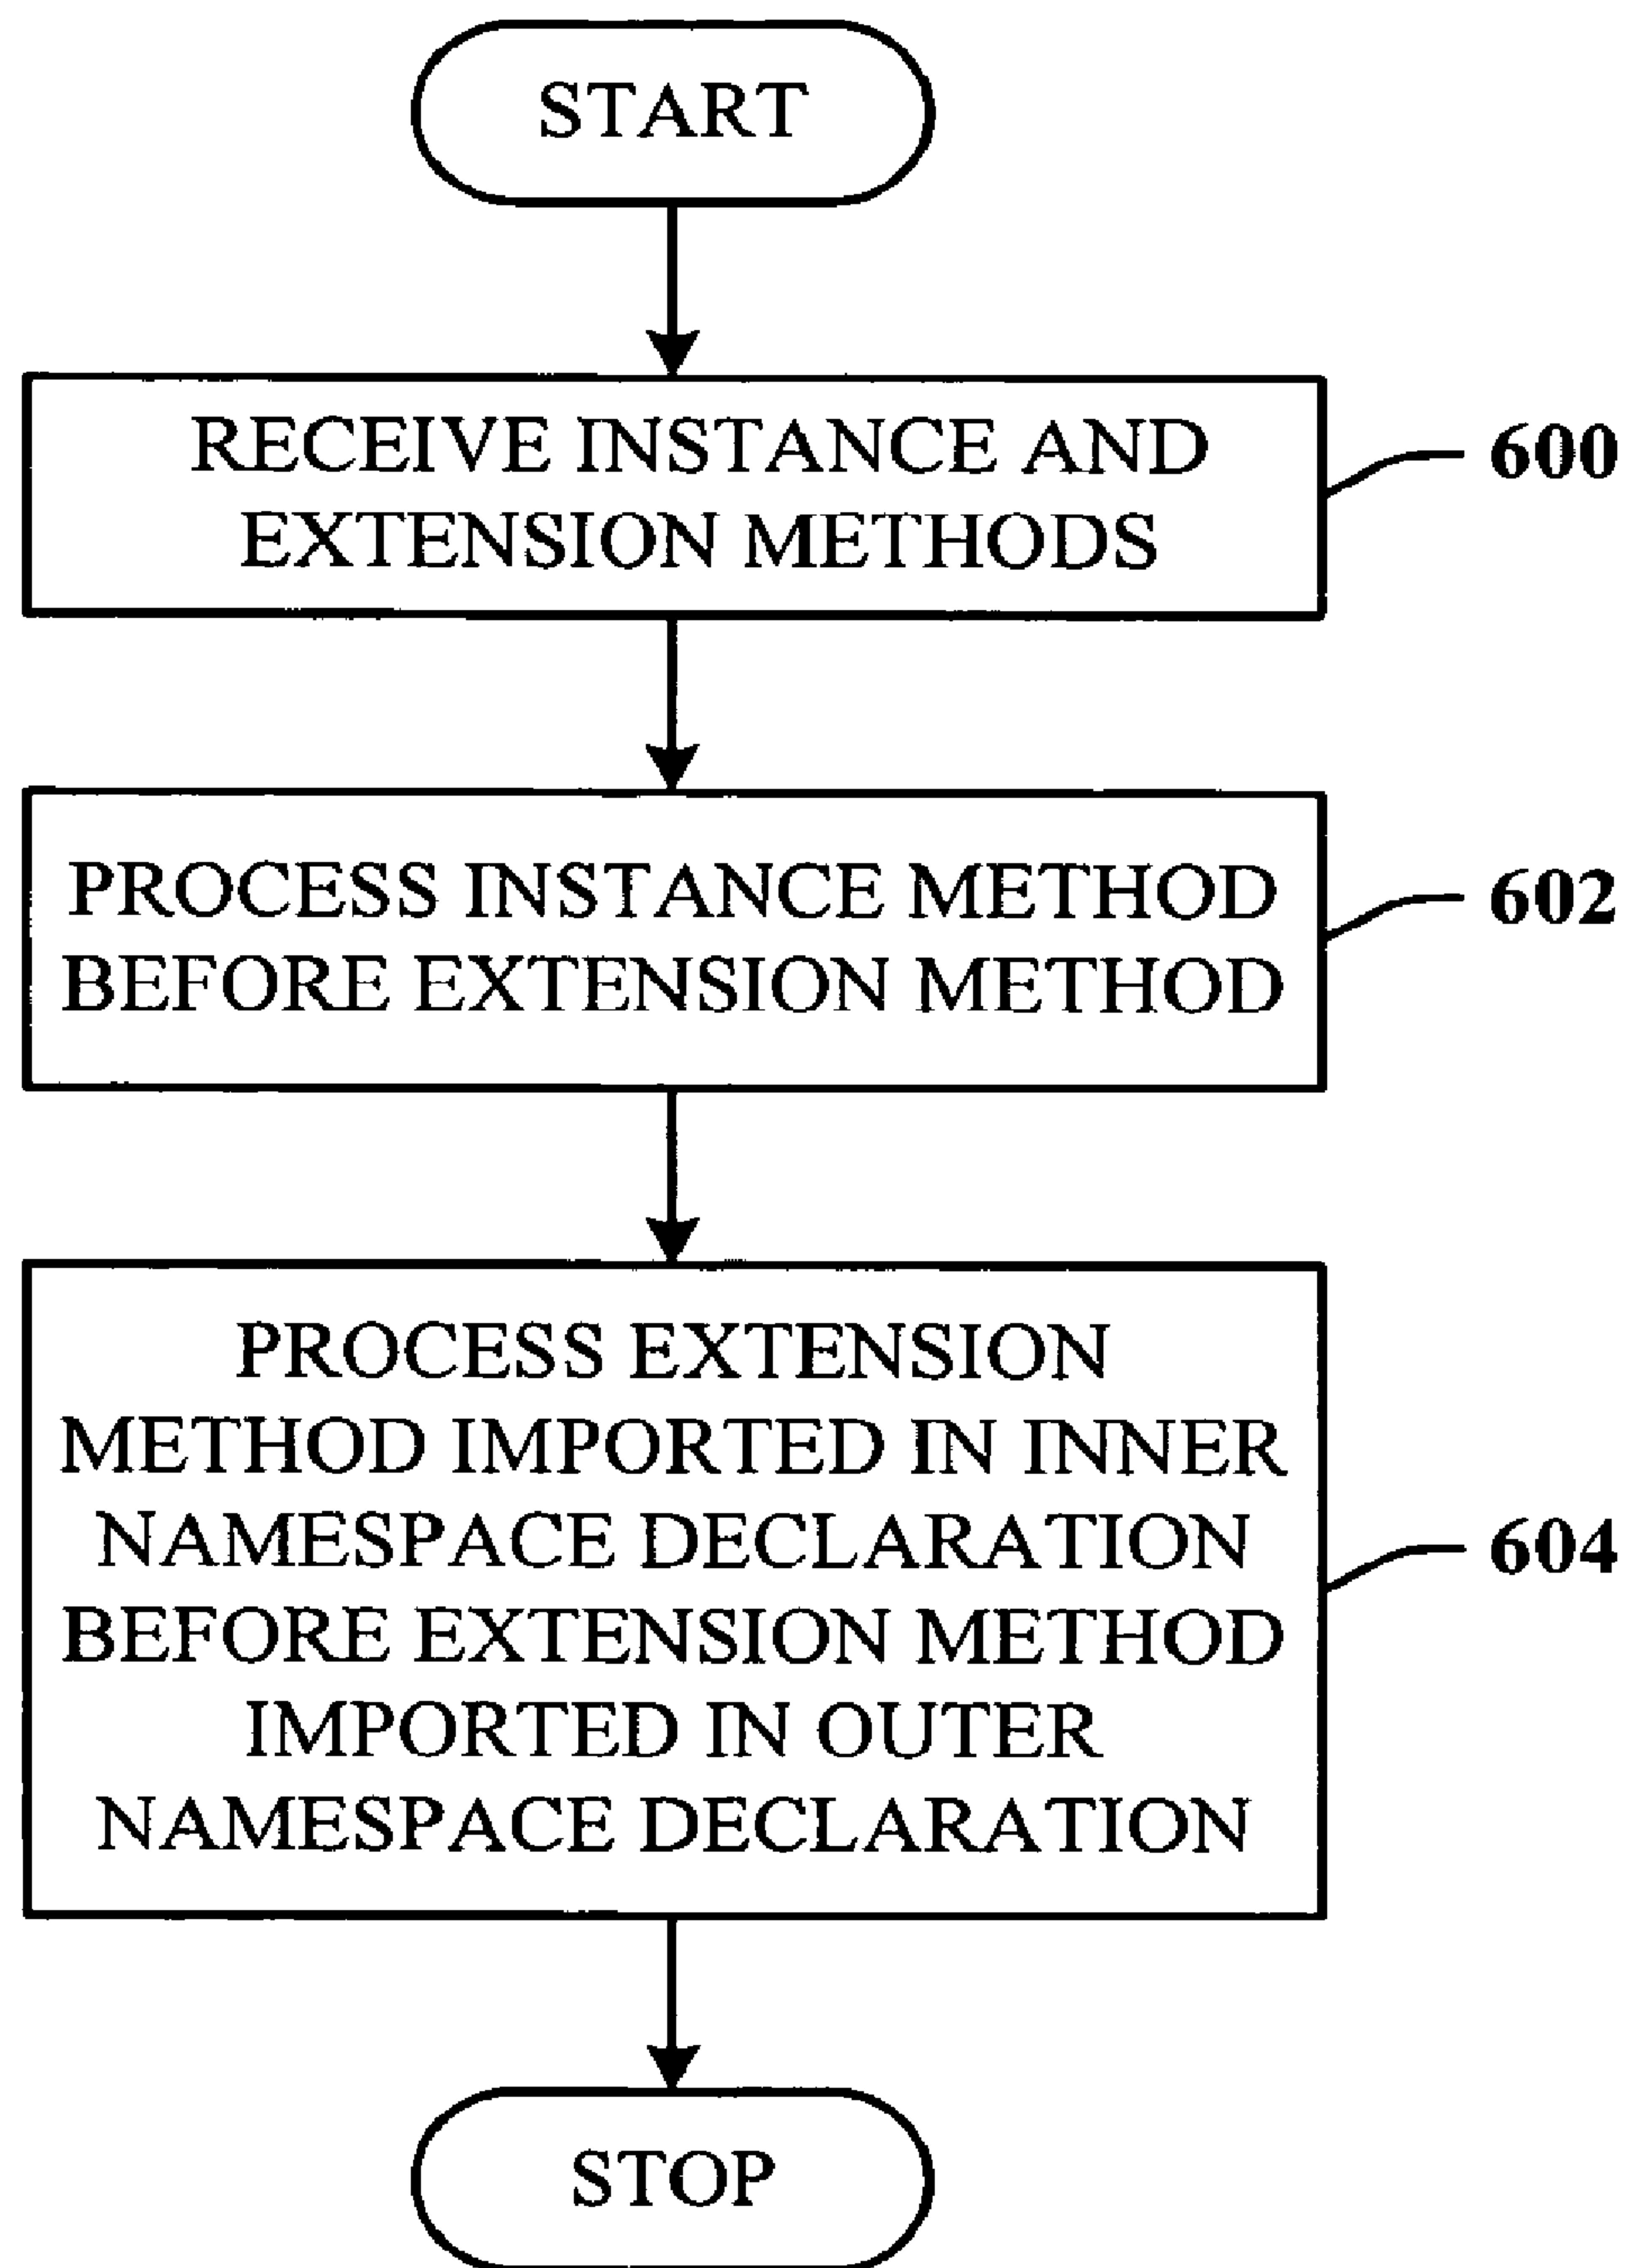 START
RECEIVE INSTANCE AND
EXTENSION METHODS
600
PROCESS INSTANCE METHOD
BEFORE EXTENSION METHOD
602
PROCESS EXTENSION
METHOD IMPORTED IN INNER
NAMESPACE DECLARATION
BEFORE EXTENSION METHOD
IMPORTED IN OUTER
NAMESPACE DECLARATION
604
STOP